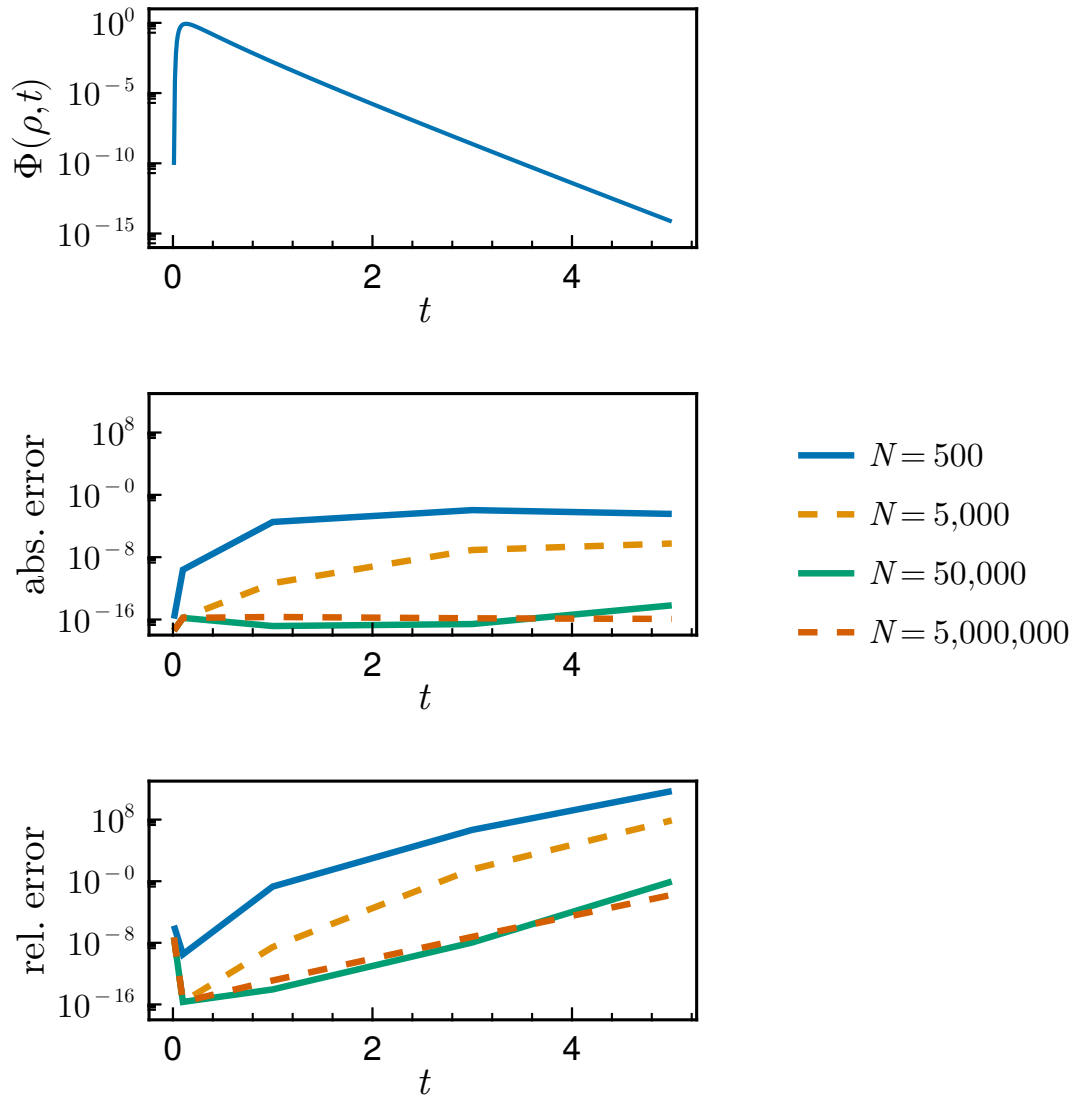 10^0
10^{-5}
10^{-10}
10^{-15}
Φ(ρ,t)
0 2 4
t
10^8
10^{-0}
10^{-8}
10^{-16}
abs. error
0 2 4
t
N = 500
N = 5,000
N = 50,000
N = 5,000,000
10^8
10^{-0}
10^{-8}
10^{-16}
rel. error
0 2 4
t